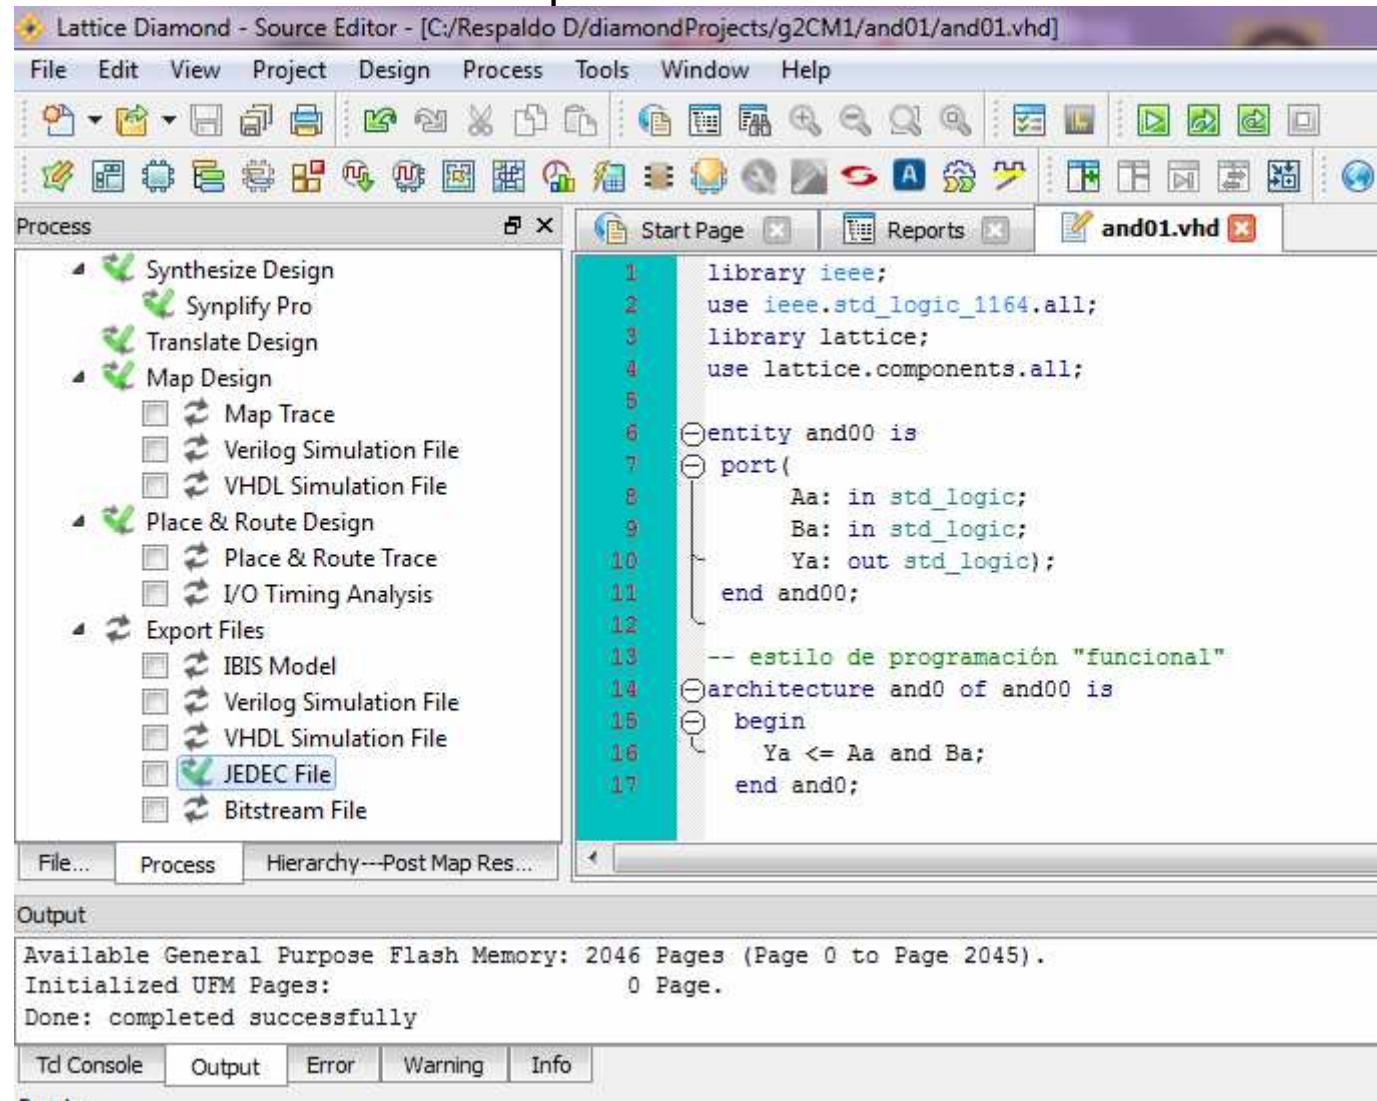 Lattice Diamond - Source Editor - [C:/Respaldo D/diamondProjects/g2CM1/and01/and01.vhd]
File Edit View Project Design Process Tools Window Help
Process
Synthesize Design
Synplify Pro
Translate Design
Map Design
Map Trace
Verilog Simulation File
VHDL Simulation File
Place & Route Design
Place & Route Trace
I/O Timing Analysis
Export Files
IBIS Model
Verilog Simulation File
VHDL Simulation File
JEDEC File
Bitstream File
File... Process Hierarchy---Post Map Res...
Start Page Reports and01.vhd
1 library ieee;
2 use ieee.std_logic_1164.all;
3 library lattice;
4 use lattice.components.all;
5
6 entity and00 is
7 port(
8 Aa: in std_logic;
9 Ba: in std_logic;
10 Ya: out std_logic);
11 end and00;
12
13 -- estilo de programación "funcional"
14 architecture and0 of and00 is
15 begin
16 Ya <= Aa and Ba;
17 end and0;
Output
Available General Purpose Flash Memory: 2046 Pages (Page 0 to Page 2045).
Initialized UFM Pages: 0 Page.
Done: completed successfully
Tcl Console Output Error Warning Info